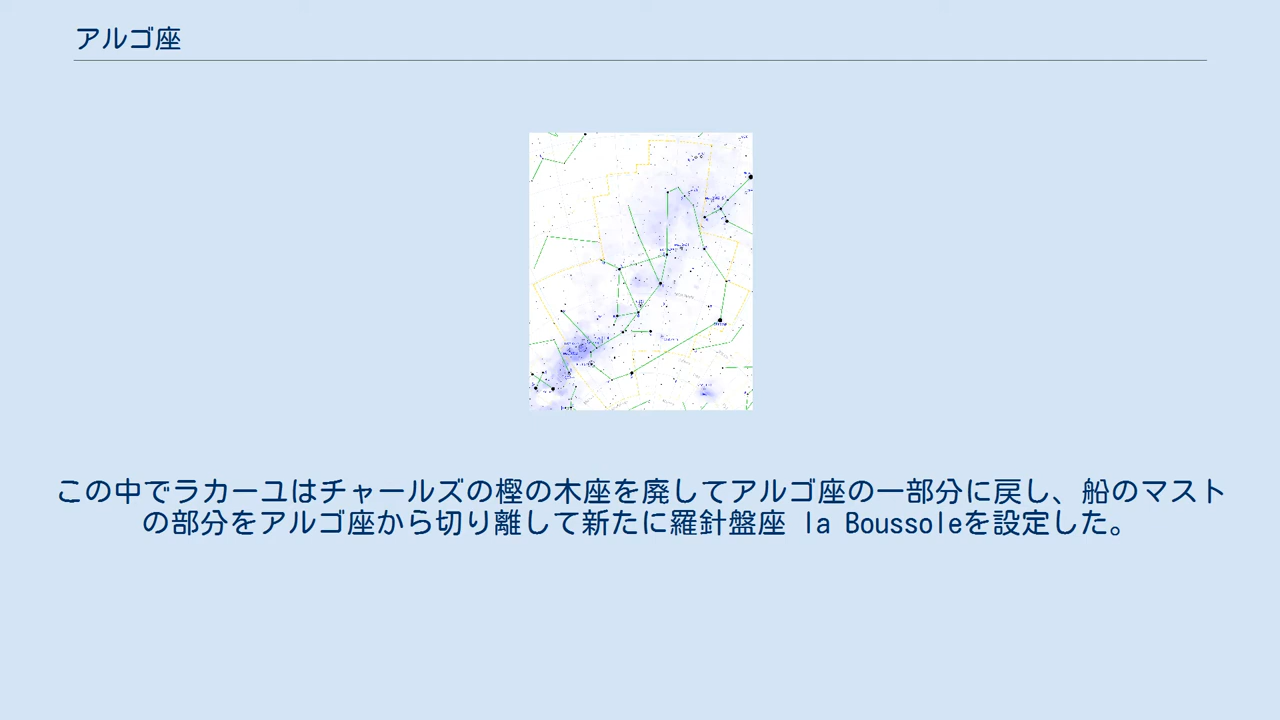 アルゴ座
この中でラカーユはチャールズの樫の木座を廃してアルゴ座の一部分に戻し、船のマスト
の部分をアルゴ座から切り離して新たに羅針盤座 la Boussoleを設定した。